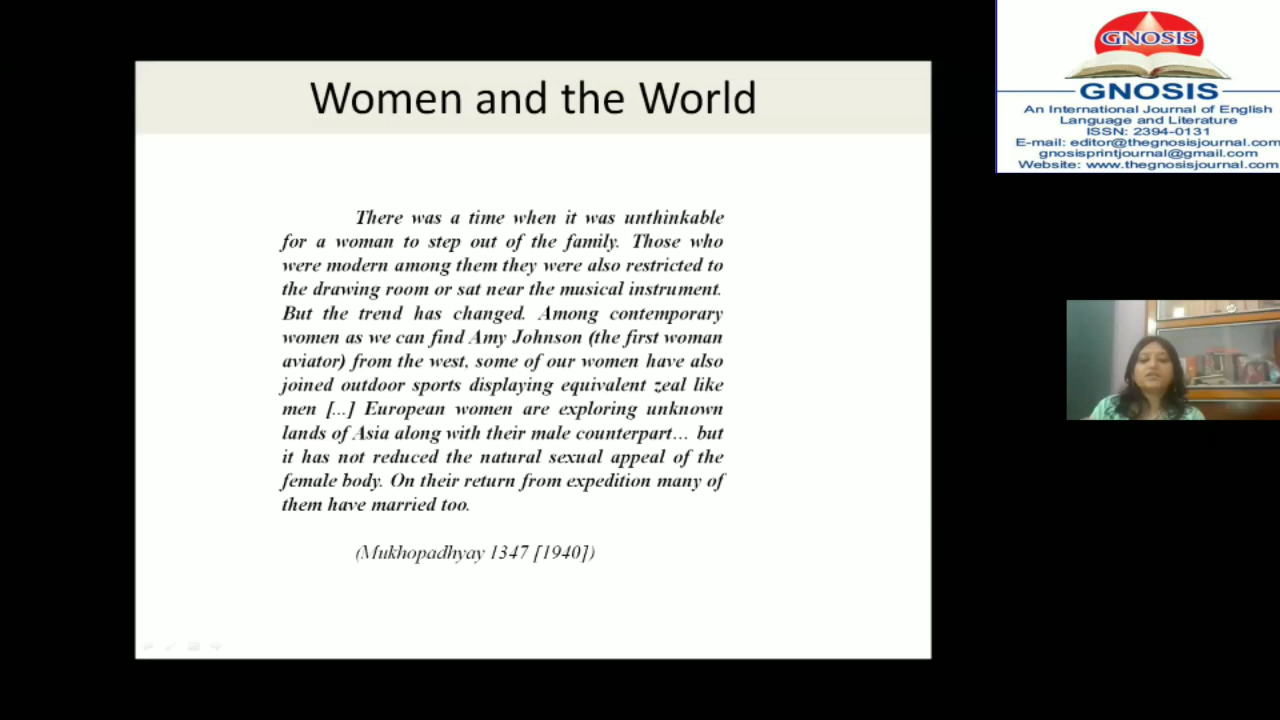 Women and the World
There was a time when it was unthinkable
for a woman to step out of the family. Those who
were modern among them they were also restricted to
the drawing room or sat near the musical instrument.
But the trend has changed. Among contemporary
women as we can find Amy Johnson (the first woman
aviator) from the west, some of our women have also
joined outdoor sports displaying equivalent zeal like
men [...] European women are exploring unknown
lands of Asia along with their male counterpart... but
it has not reduced the natural sexual appeal of the
female body. On their return from expedition many of
them have married too.
(Mukhopadhyay 1347 [1940])
GNOSIS
GNOSIS
An International Journal of English
Language and Literature
ISSN: 2394-0131
E-mail: editor@thegnosisjournal.com
gnosisprintjournal@gmail.com
Website: www.thegnosisjournal.com